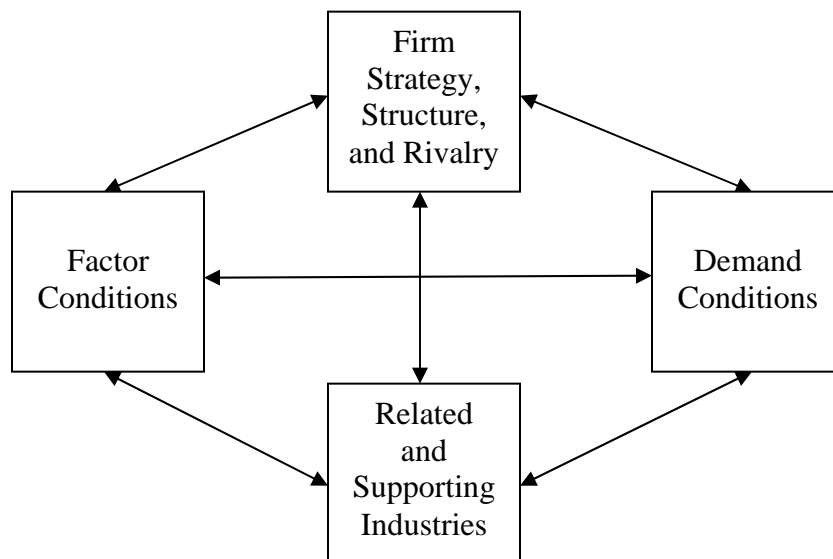 Firm
Strategy,
Structure,
and Rivalry
Factor
Conditions
Demand
Conditions
Related
and
Supporting
Industries